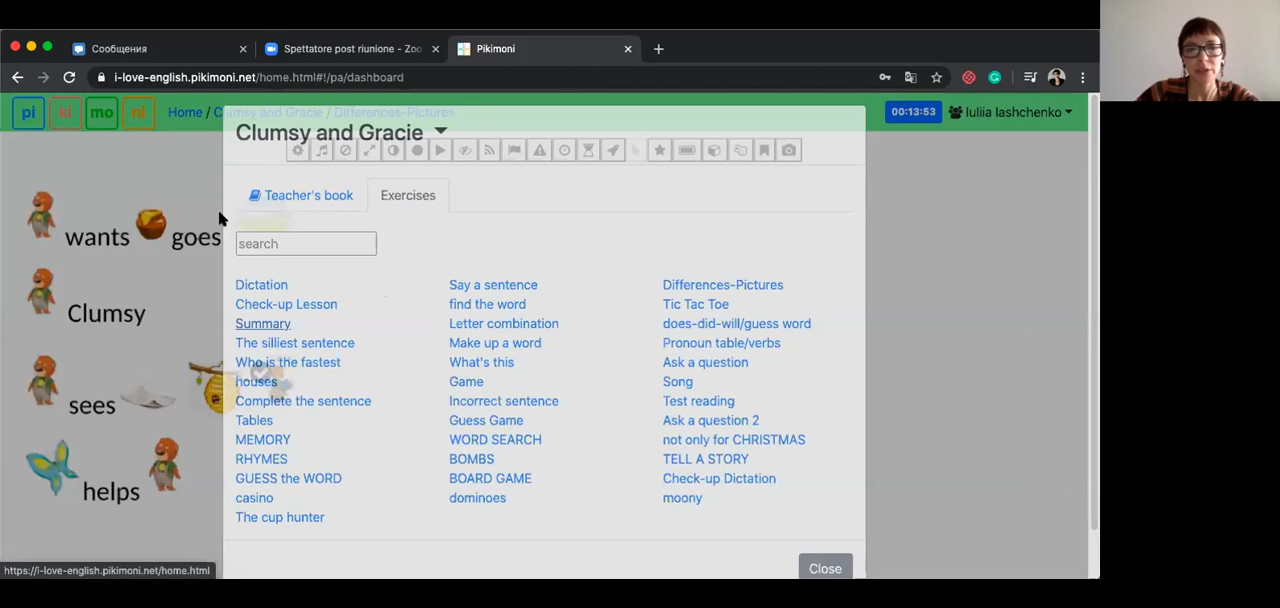 Сообщения
Spettatore post riunione - Zoo
Pikimoni
i-love-english.pikimoni.net/home.html#!/pa/dashboard
pi ki mo ni Home / Clumsy and Gracie / Differences-Pictures 00:13:53 Iuliia Iashchenko
Clumsy and Gracie
Teacher's book Exercises
search
wants goes
Clumsy
sees
helps
Dictation Say a sentence Differences-Pictures
Check-up Lesson find the word Tic Tac Toe
Summary Letter combination does-did-will/guess word
The silliest sentence Make up a word Pronoun table/verbs
Who is the fastest What's this Ask a question
houses Game Song
Complete the sentence Incorrect sentence Test reading
Tables Guess Game Ask a question 2
MEMORY WORD SEARCH not only for CHRISTMAS
RHYMES BOMBS TELL A STORY
GUESS the WORD BOARD GAME Check-up Dictation
casino dominoes moony
The cup hunter
Close
https://i-love-english.pikimoni.net/home.html